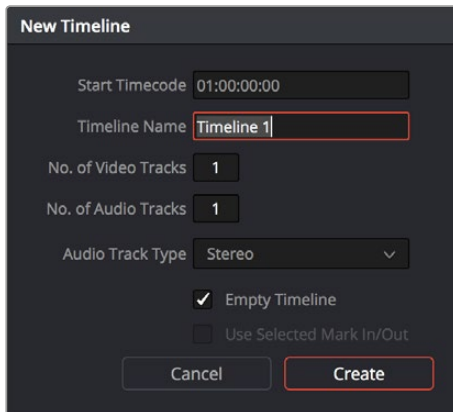 New Timeline
Start Timecode 01:00:00:00
Timeline Name Timeline 1
No. of Video Tracks 1
No. of Audio Tracks 1
Audio Track Type Stereo
Empty Timeline
Use Selected Mark In/Out
Cancel Create